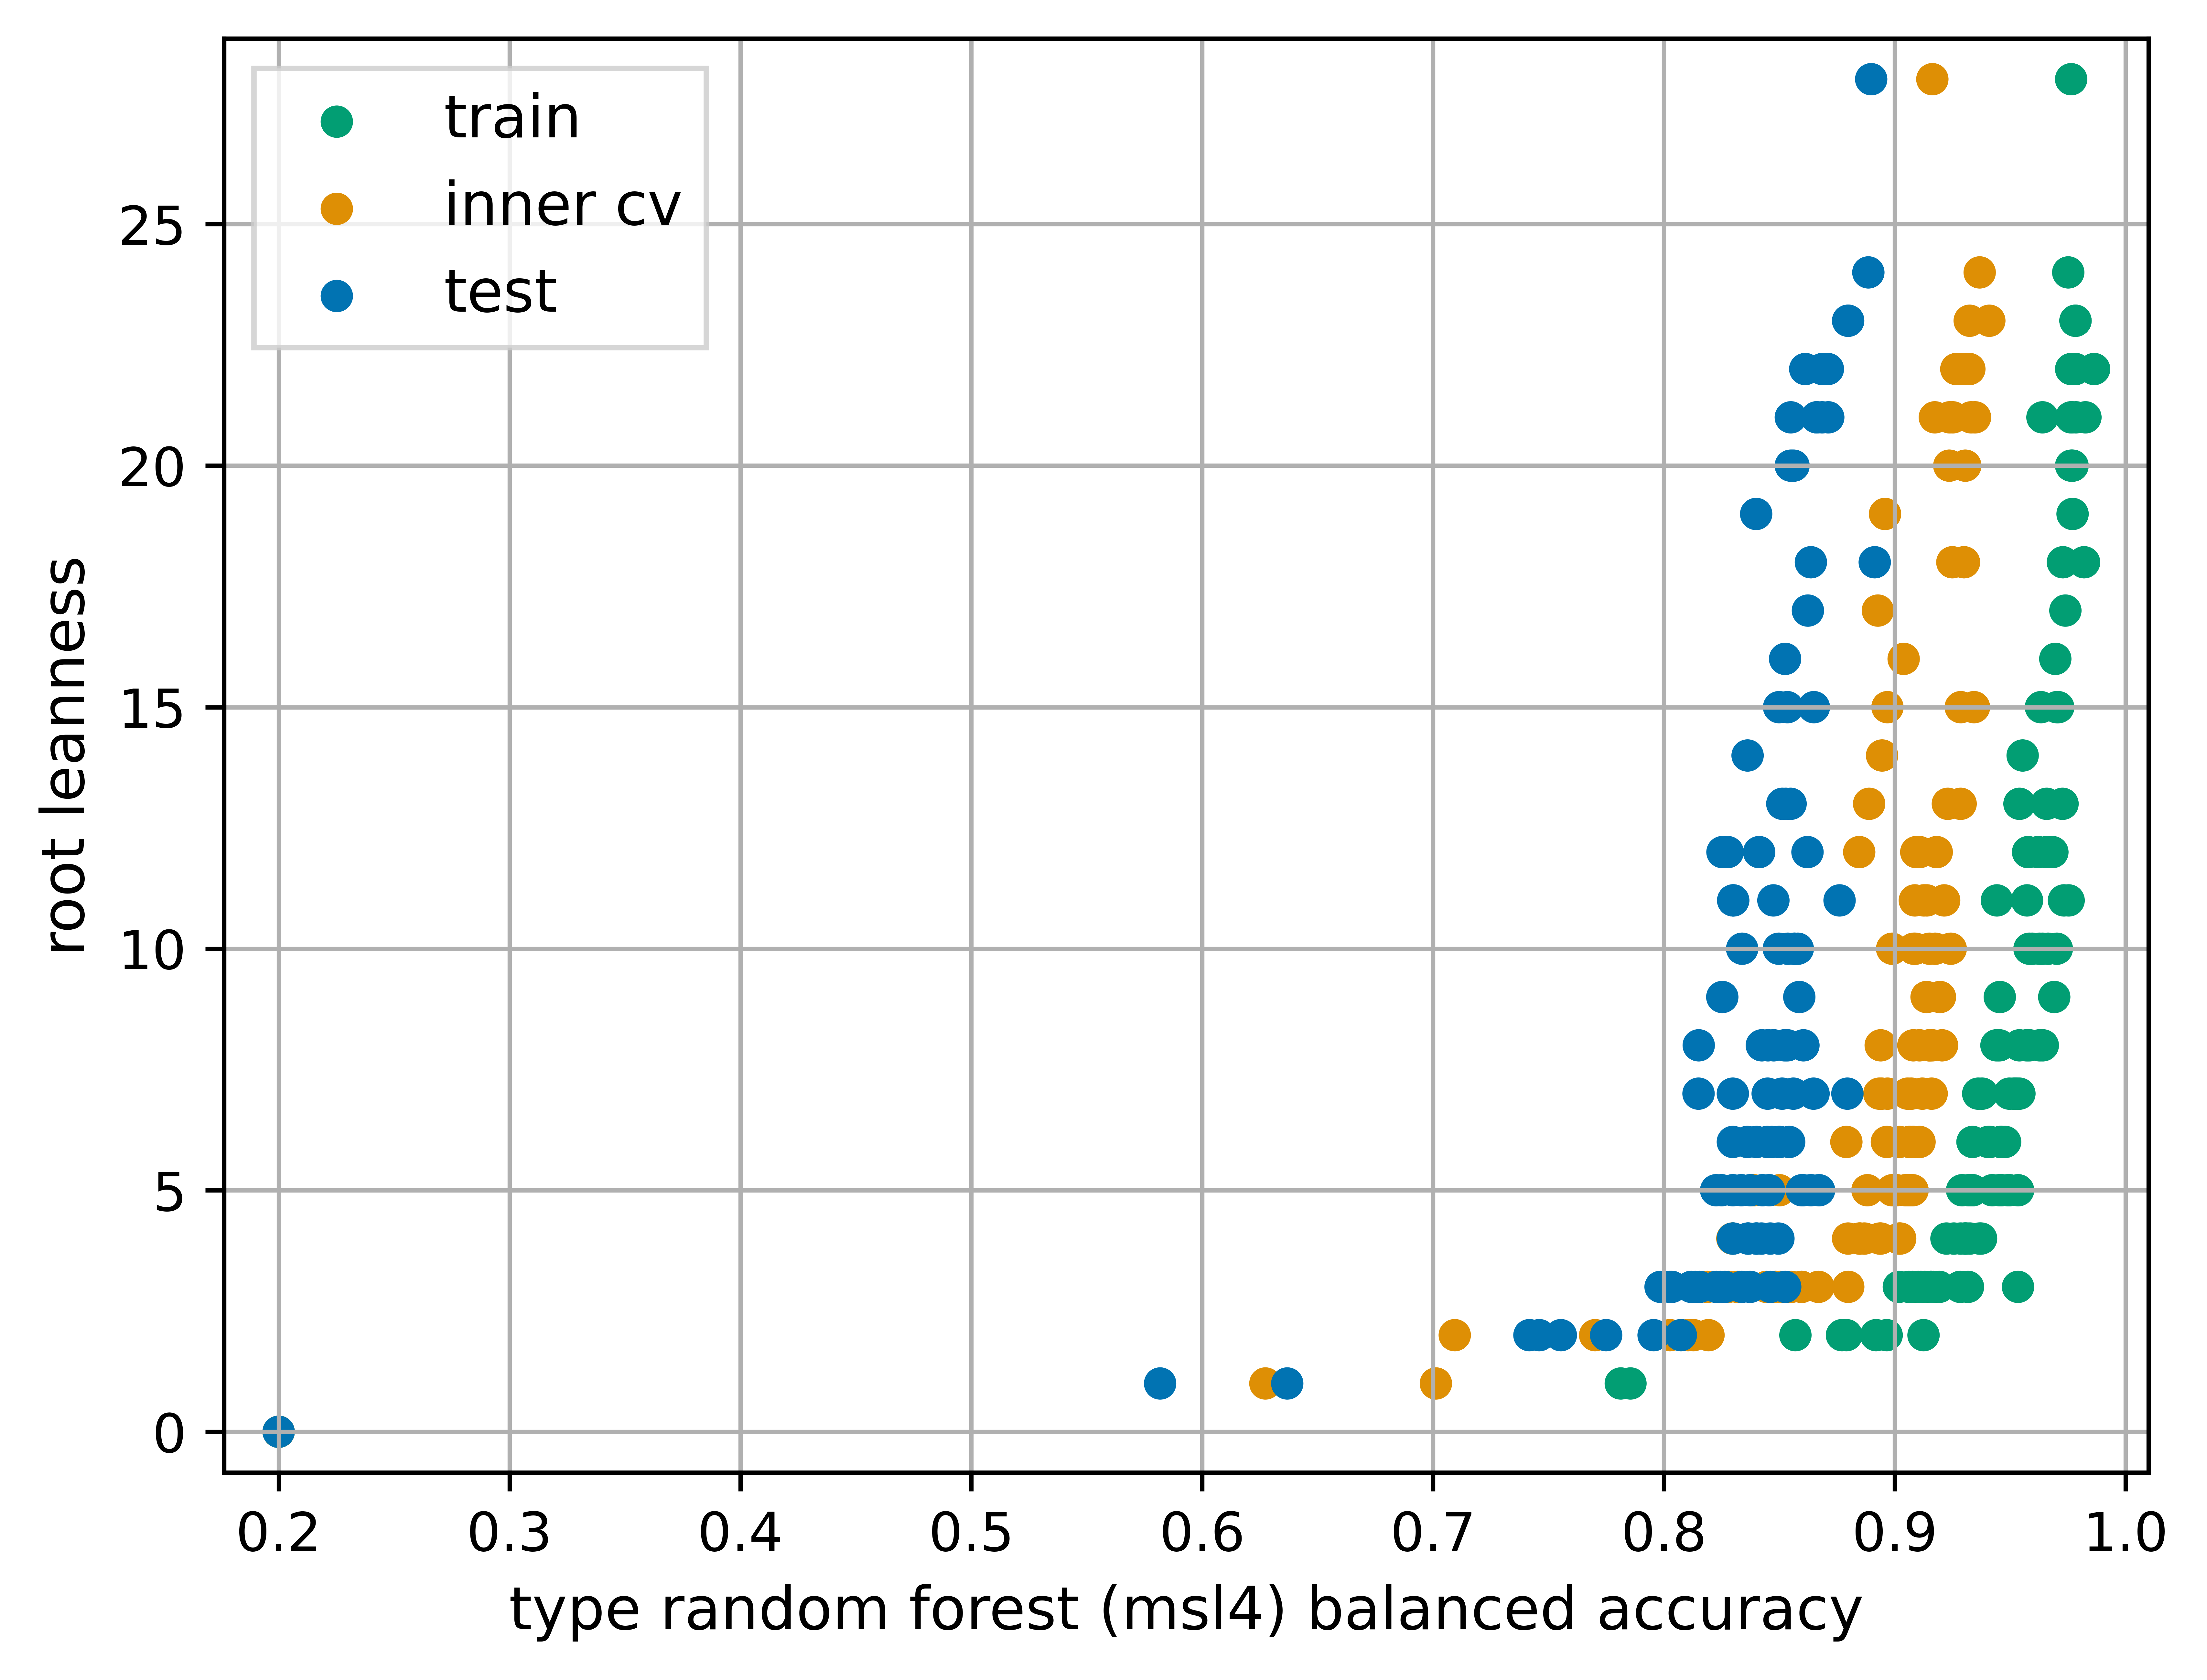 train
inner cv
test
25
20
15
10
5
0
root leanness
0.2 0.3 0.4 0.5 0.6 0.7 0.8 0.9 1.0
type random forest (msl4) balanced accuracy